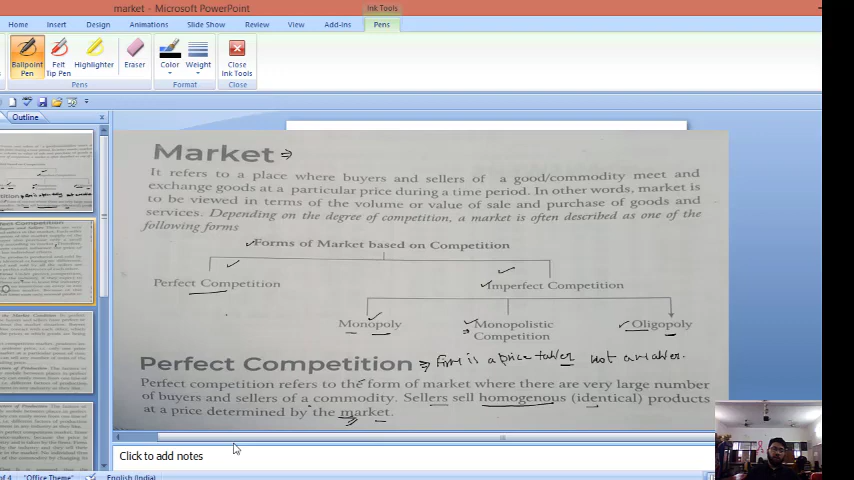 market - Microsoft PowerPoint
Ink Tools
Home Insert Design Animations Slide Show Review View Add-Ins Pens
Ballpoint Pen
Felt Tip Pen
Highlighter
Eraser
Color
Weight
Close Ink Tools
Pens Format Close
Outline
Market ⇒
It refers to a place where buyers and sellers of a good/commodity meet and
exchange goods at a particular price during a time period. In other words, market is
to be viewed in terms of the volume or value of sale and purchase of goods and
services. Depending on the degree of competition, a market is often described as one of the
following forms
Forms of Market based on Competition
Perfect Competition Imperfect Competition
Monopoly Monopolistic Competition Oligopoly
Perfect Competition ⇒ Firm is a price taker not a
Perfect competition refers to the form of market where there are very large number
of buyers and sellers of a commodity. Sellers sell homogenous (identical) products
at a price determined by the market.
Click to add notes
of 4 "Office Theme" English (India)